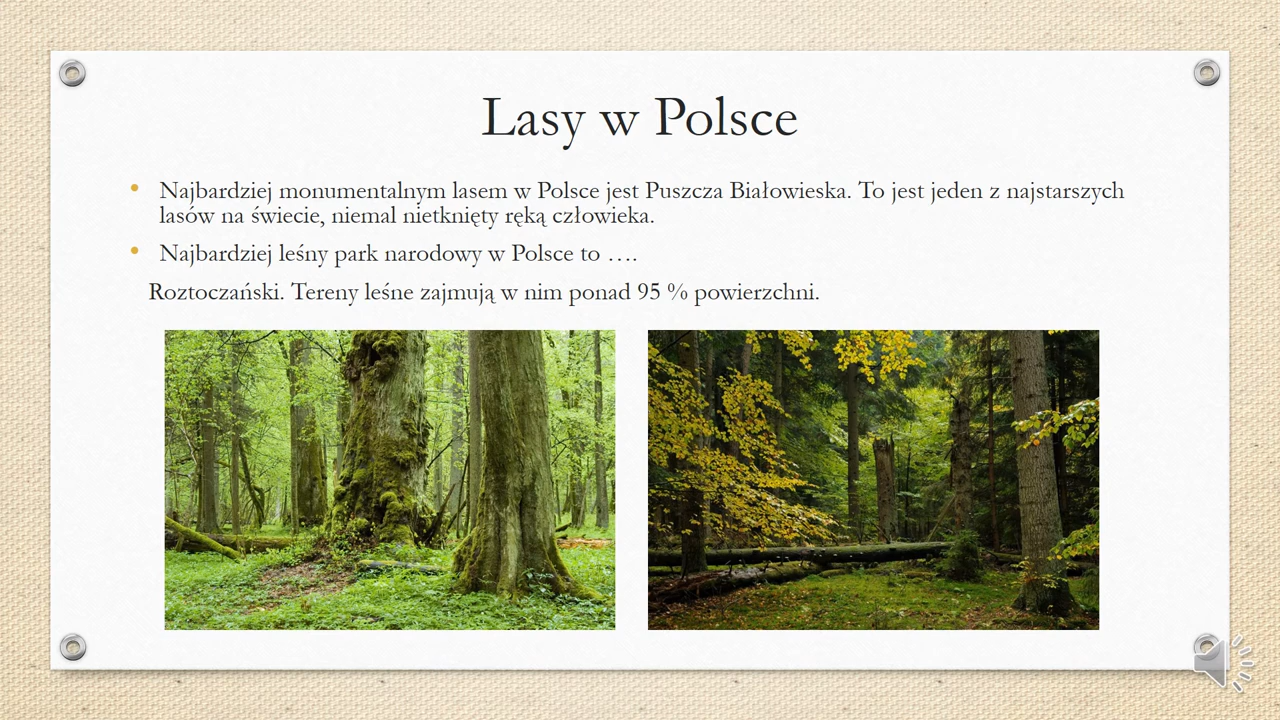 Lasy w Polsce
Najbardziej monumentalnym lasem w Polsce jest Puszcza Białowieska. To jest jeden z najstarszych
lasów na świecie, niemal nietknięty ręką człowieka.
Najbardziej leśny park narodowy w Polsce to ….
Roztoczański. Tereny leśne zajmują w nim ponad 95 % powierzchni.